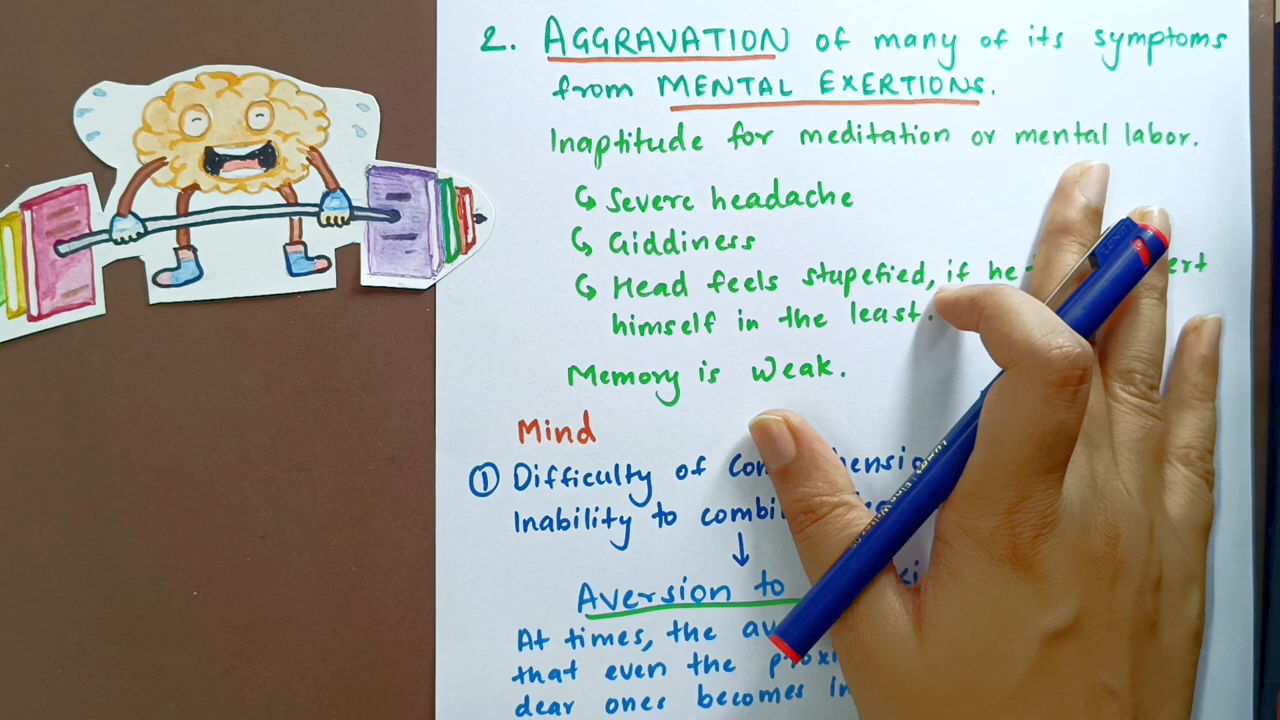 2. AGGRAVATION of many of its symptoms
from MENTAL EXERTIONS.
Inaptitude for meditation or mental labor.
↳ Severe headache
↳ Giddiness
↳ Head feels stupefied, if he
himself in the least.
Memory is weak.
Mind
① Difficulty of
Inability to
↓
Aversion to
At times, the
that even the
dear ones becomes